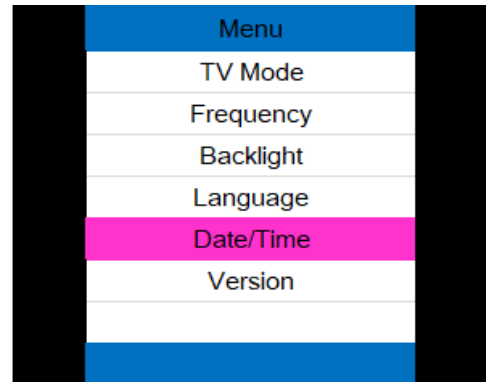 Menu
TV Mode
Frequency
Backlight
Language
Date/Time
Version